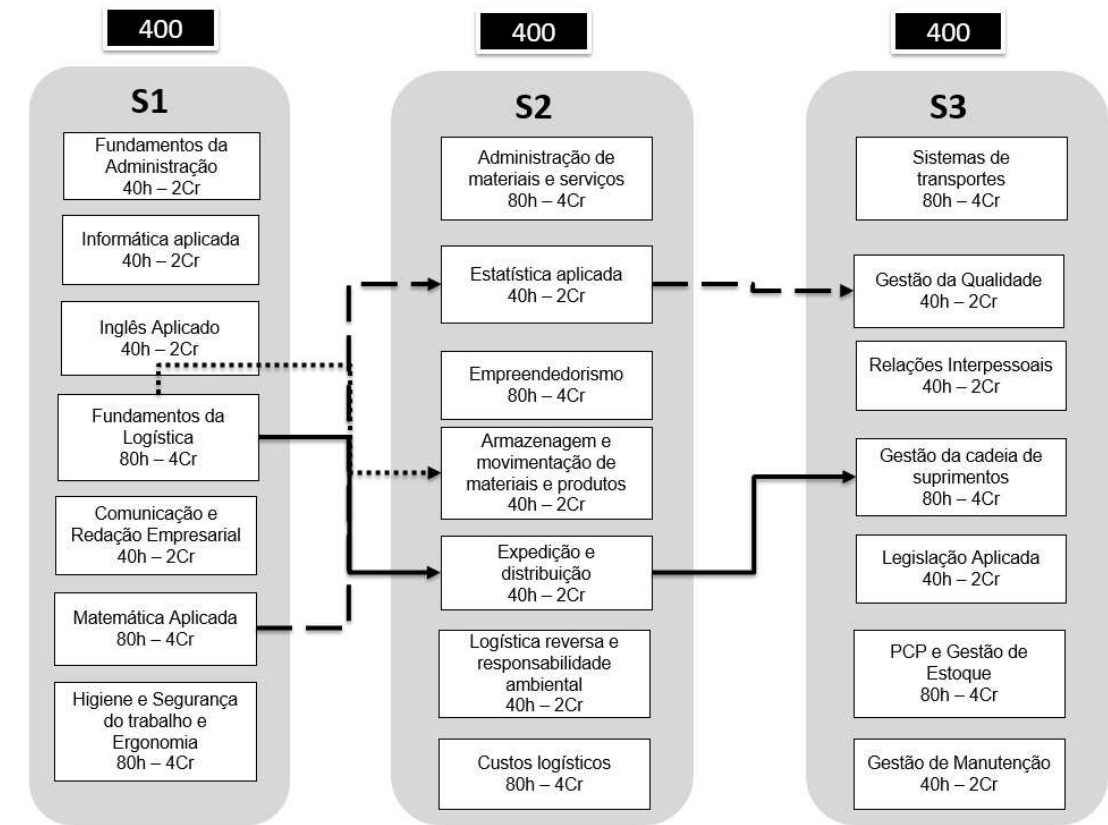 400
S1
Fundamentos da
Administração
40h – 2Cr
Informática aplicada
40h – 2Cr
Inglês Aplicado
40h – 2Cr
Fundamentos da
Logística
80h – 4Cr
Comunicação e
Redação Empresarial
40h – 2Cr
Matemática Aplicada
80h – 4Cr
Higiene e Segurança
do trabalho e
Ergonomia
80h – 4Cr
400
S2
Administração de
materiais e serviços
80h – 4Cr
Estatística aplicada
40h – 2Cr
Empreendedorismo
80h – 4Cr
Armazenagem e
movimentação de
materiais e produtos
40h – 2Cr
Expedição e
distribuição
40h – 2Cr
Logística reversa e
responsabilidade
ambiental
40h – 2Cr
Custos logísticos
80h – 4Cr
400
S3
Sistemas de
transportes
80h – 4Cr
Gestão da Qualidade
40h – 2Cr
Relações Interpessoais
40h – 2Cr
Gestão da cadeia de
suprimentos
80h – 4Cr
Legislação Aplicada
40h – 2Cr
PCP e Gestão de
Estoque
80h – 4Cr
Gestão de Manutenção
40h – 2Cr